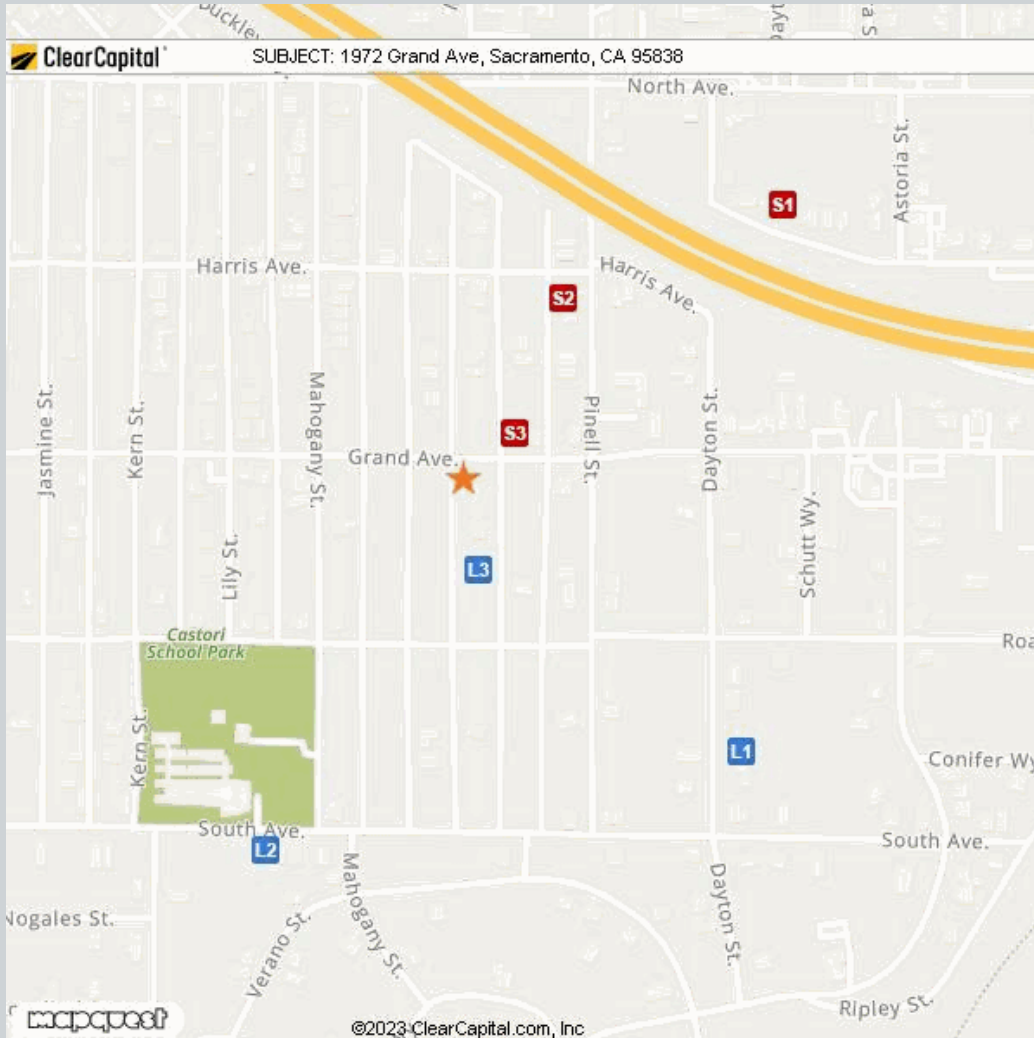 Buckley
ClearCapital
SUBJECT: 1972 Grand Ave, Sacramento, CA 95838
North Ave.
Astoria St.
S1
Harris Ave.
Harris Ave.
S2
Jasmine St.
Kern St.
Mahogany St.
Pinell St.
Dayton St.
S3
Grand Ave.
Schutt Wy.
Lily St.
L3
Castori
School Park
Roa
Kern St.
L1
Conifer Wy
South Ave.
South Ave.
L2
Mahogany St.
Dayton St.
Nogales St.
Verano St.
Ripley St.
mapquest
©2023 ClearCapital.com, Inc